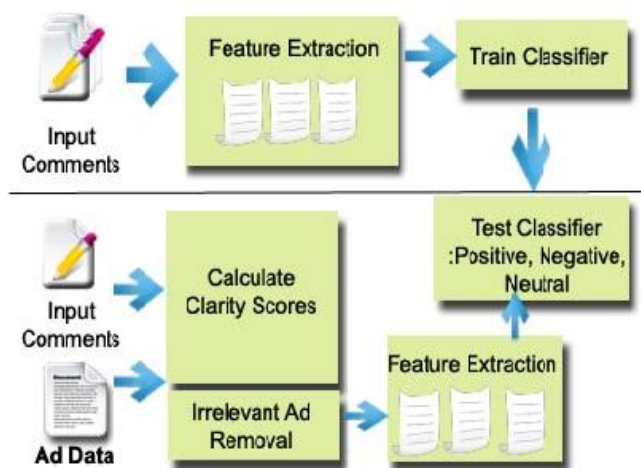 Feature Extraction
Train Classifier
Input
Comments
Test Classifier
:Positive, Negative,
Neutral
Calculate
Clarity Scores
Input
Comments
Feature Extraction
Irrelevant Ad
Removal
Document
Ad Data